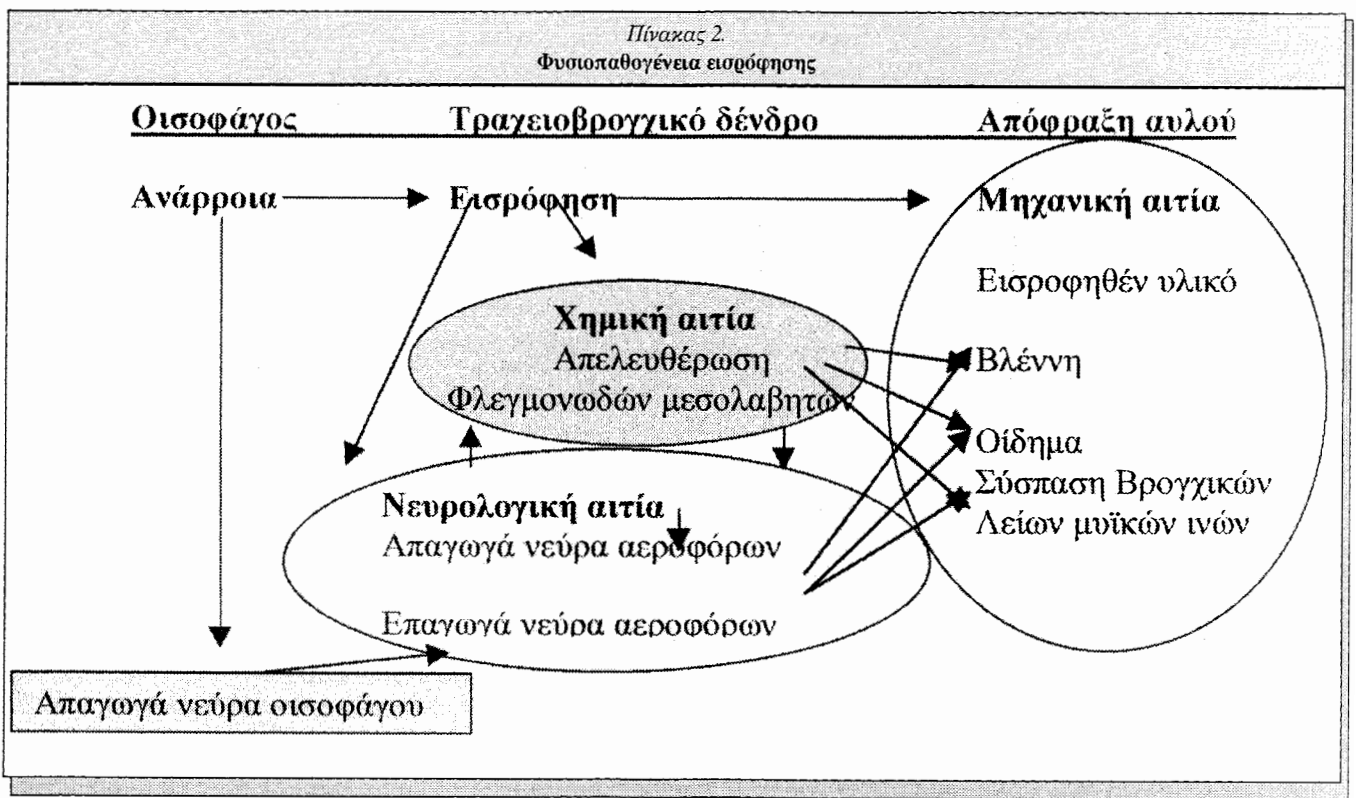 Πίνακας 2.
Φυσιοπαθογένεια εισρόφησης
Οισοφάγος Τραχειοβρογχικό δένδρο Απόφραξη αυλού
Ανάρροια Εισρόφηση Μηχανική αιτία
Εισροφηθέν υλικό
Χημική αιτία
Απελευθέρωση Βλέννη
Φλεγμονωδών μεσολαβητών
Οίδημα
Σύσπαση Βρογχικών
Νευρολογική αιτία Λείων μυϊκών ινών
Απαγωγά νεύρα αεροφόρων
Επαγωγά νεύρα αεροφόρων
Απαγωγά νεύρα οισοφάγου